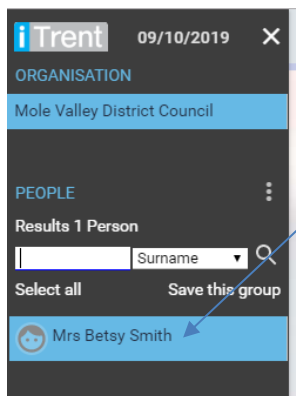 iTrent 09/10/2019 ✕
ORGANISATION
Mole Valley District Council
PEOPLE
Results 1 Person
Surname
Select all Save this group
Mrs Betsy Smith